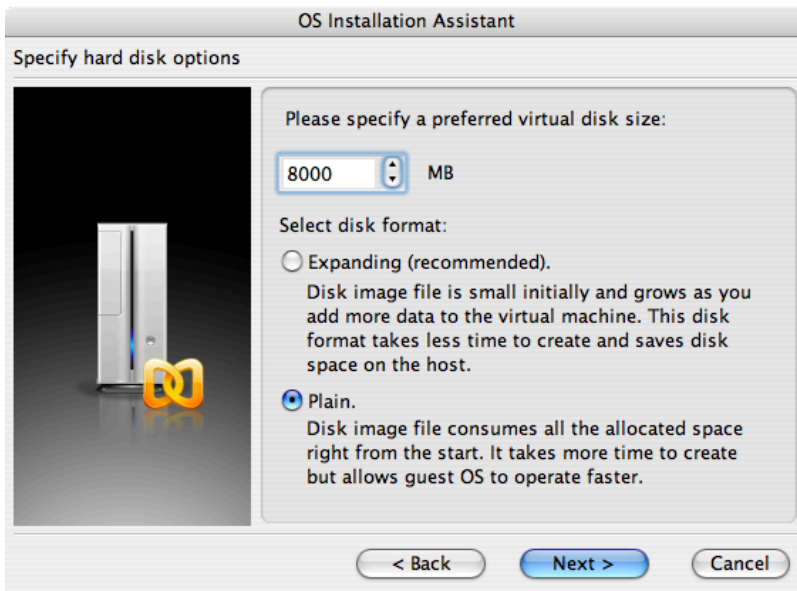 OS Installation Assistant
Specify hard disk options
Please specify a preferred virtual disk size:
8000 MB
Select disk format:
Expanding (recommended).
Disk image file is small initially and grows as you
add more data to the virtual machine. This disk
format takes less time to create and saves disk
space on the host.
Plain.
Disk image file consumes all the allocated space
right from the start. It takes more time to create
but allows guest OS to operate faster.
< Back Next > Cancel